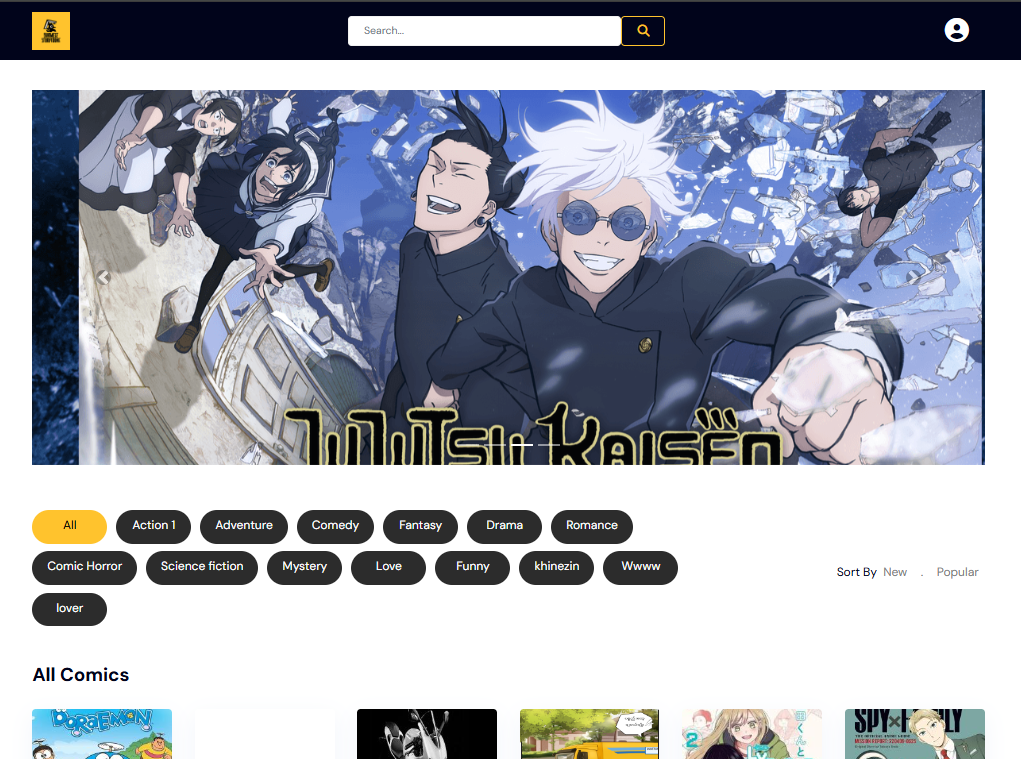 Search...
JUJUTSU KAISEN
All
Action 1
Adventure
Comedy
Fantasy
Drama
Romance
Comic Horror
Science fiction
Mystery
Love
Funny
khinezin
Wwww
Sort By New . Popular
lover
All Comics
DORAEMON
2
SPY×FAMILY